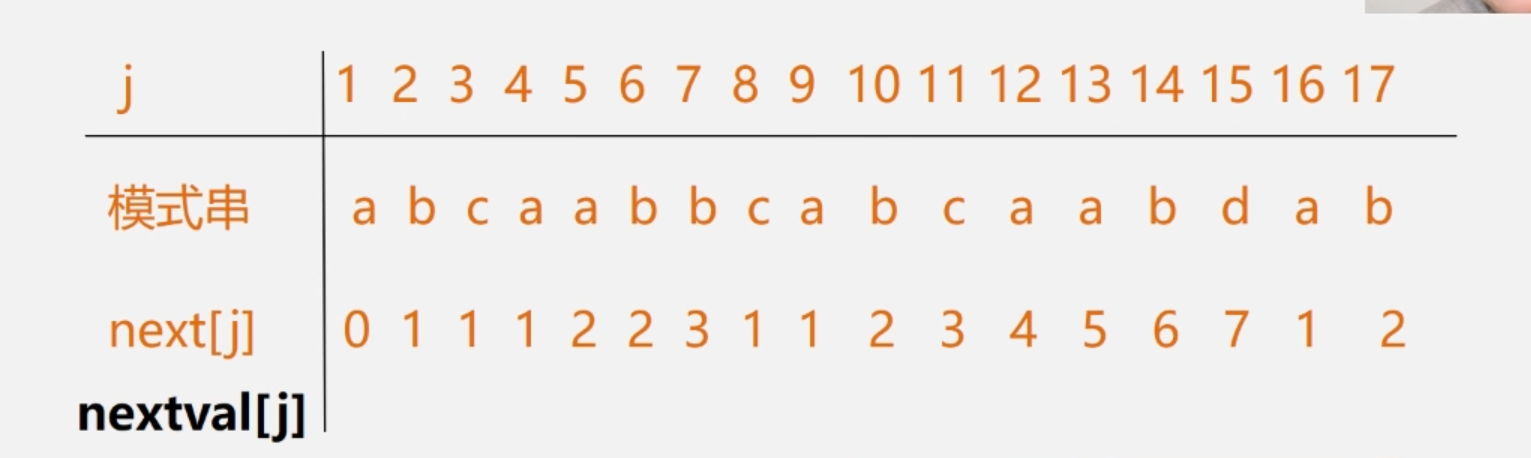 j 1 2 3 4 5 6 7 8 9 10 11 12 13 14 15 16 17
模式串 a b c a a b b c a b c a a b d a b
next[j] 0 1 1 1 2 2 3 1 1 2 3 4 5 6 7 1 2
nextval[j]